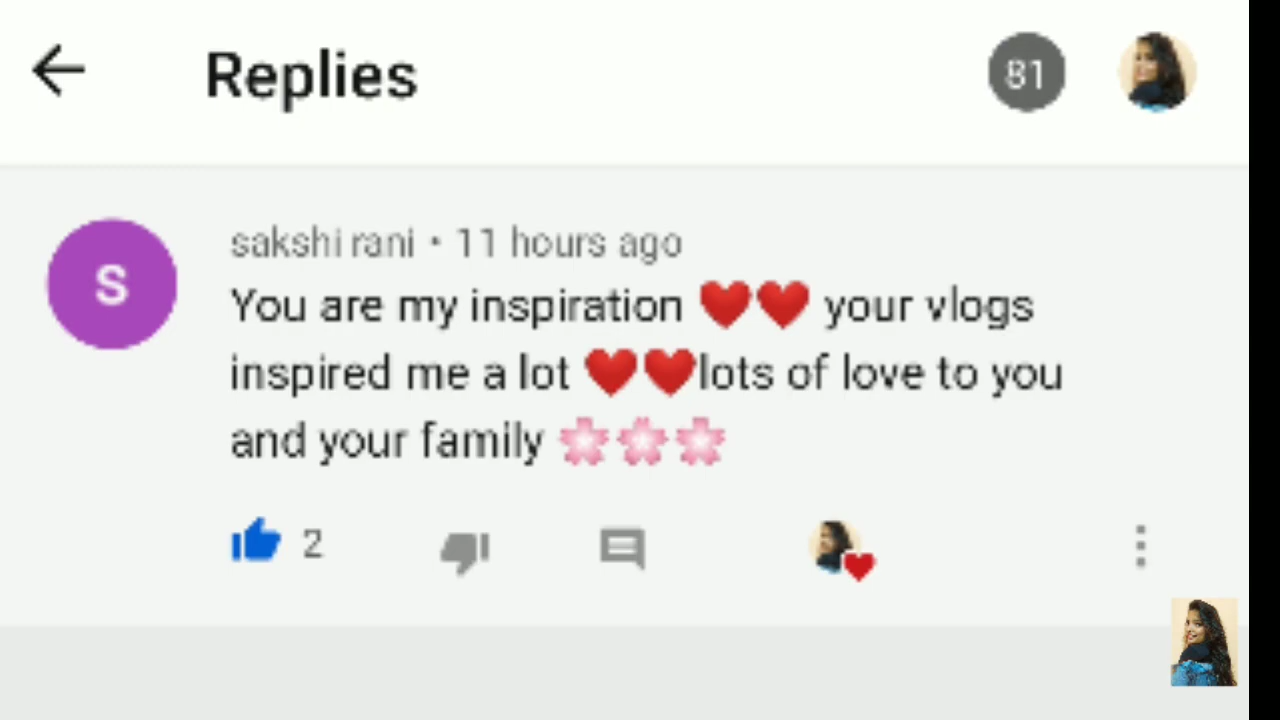 Replies
81
S
sakshi rani • 11 hours ago
You are my inspiration ❤️❤️ your vlogs
inspired me a lot ❤️❤️lots of love to you
and your family 🌸🌸🌸
2